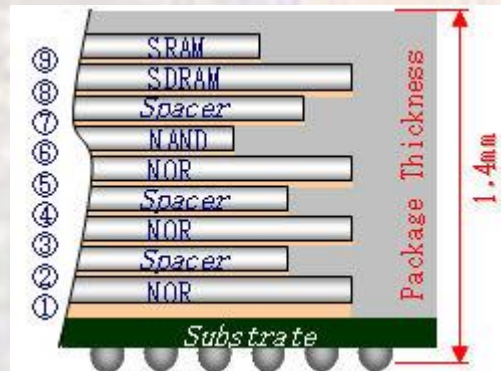 ⑨ SRAM
⑧ SDRAM
⑦ Spacer
⑥ NAND
⑤ NOR
④ Spacer
③ NOR
② Spacer
① NOR
Substrate
Package Thickness
1.4mm